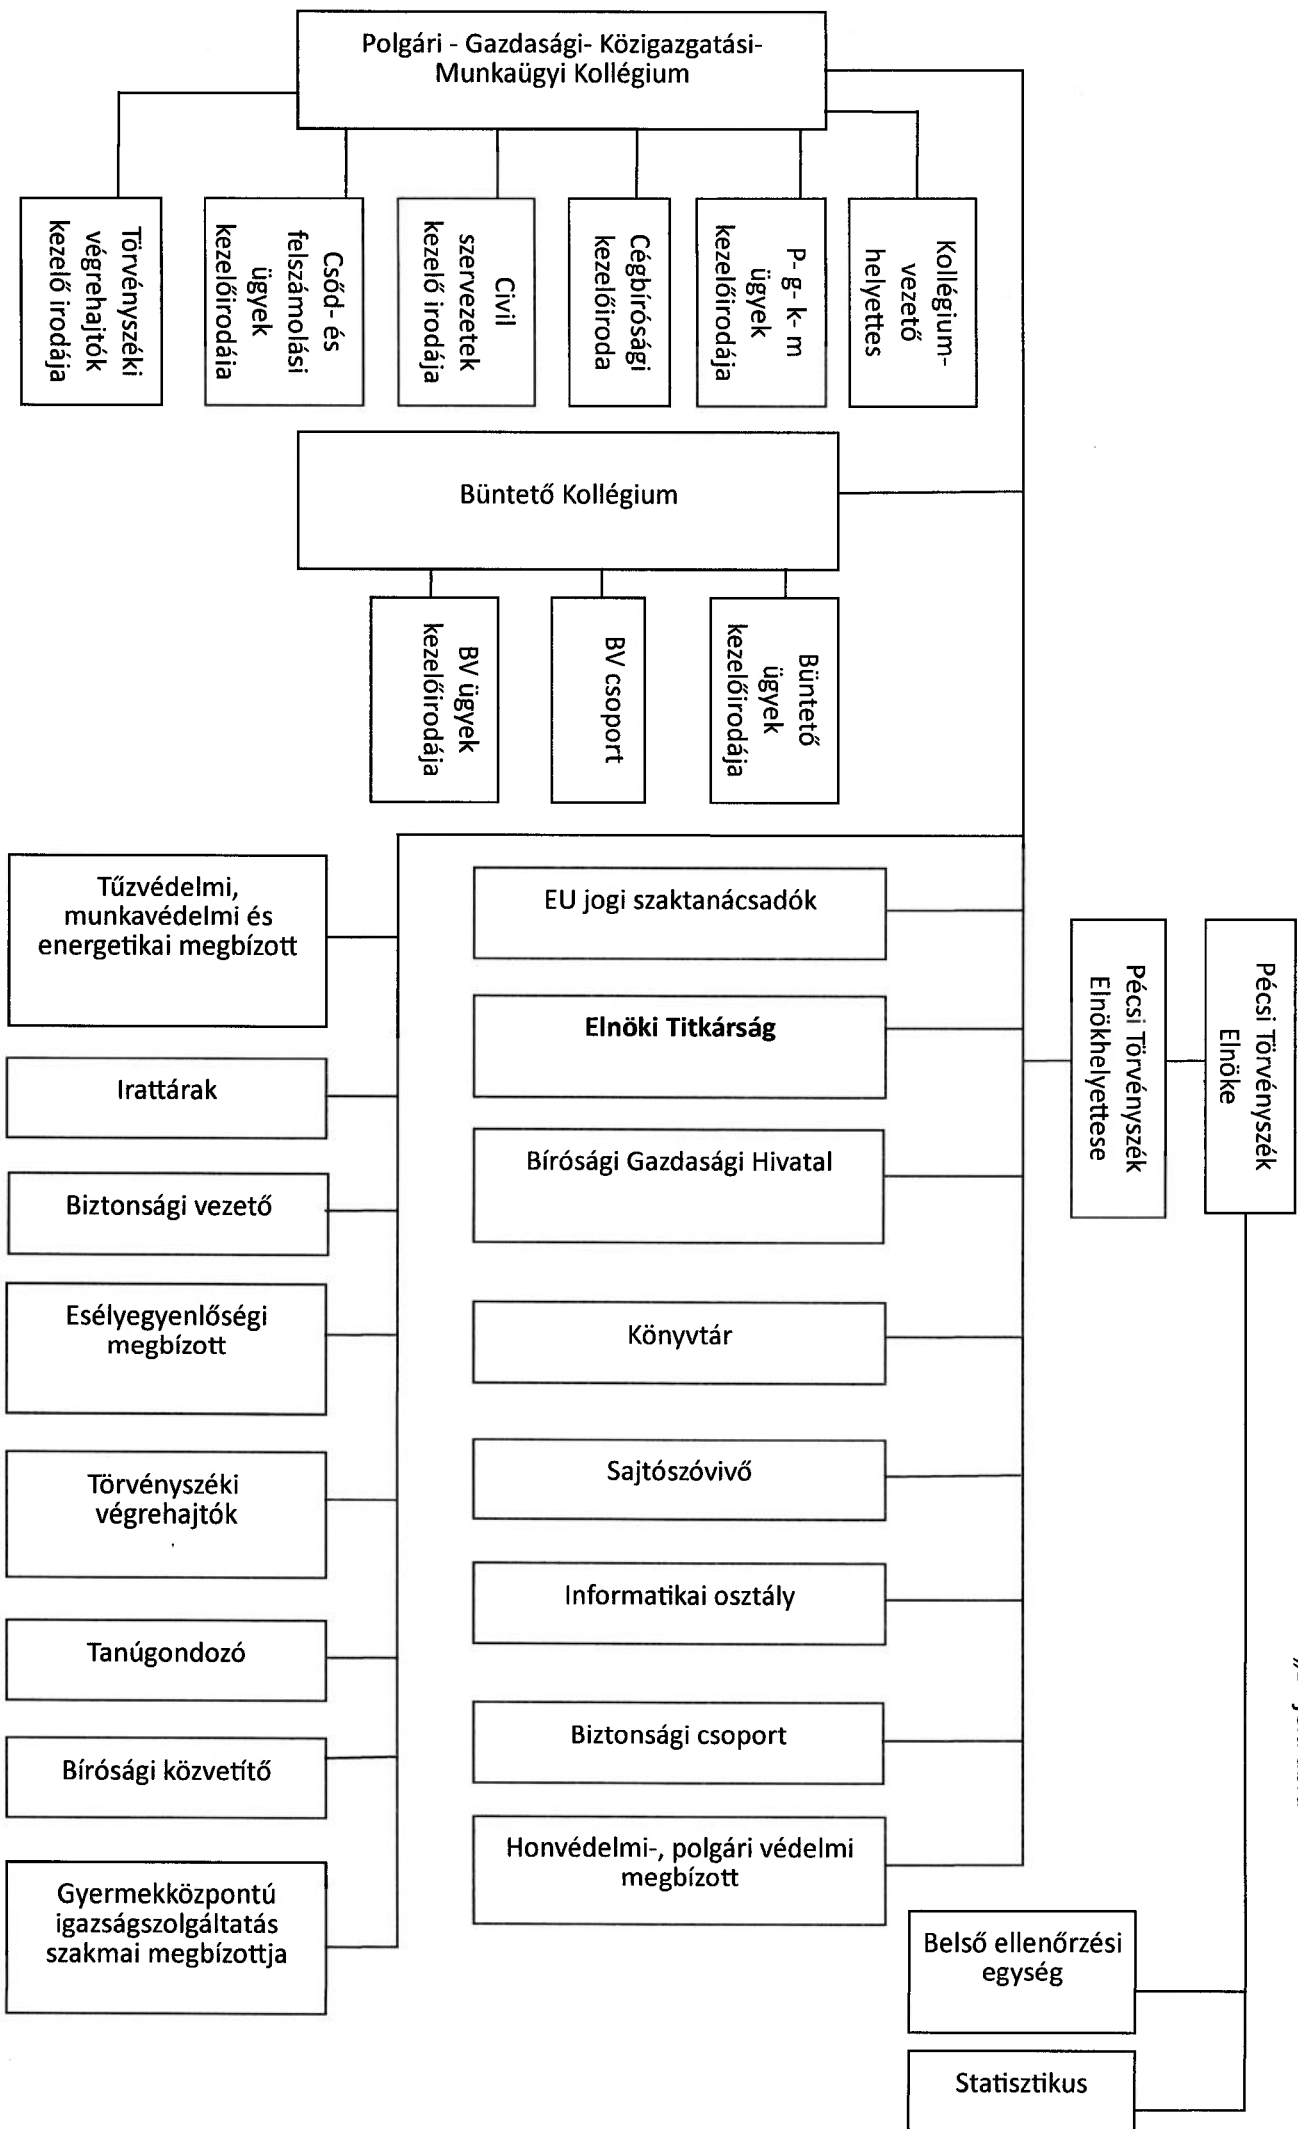 Polgári - Gazdasági- Közigazgatási-
Munkaügyi Kollégium
Törvényszéki
végrehajtók
kezelő irodája
Csőd- és
felszámolási
ügyek
kezelőirodája
Civil
szervezetek
kezelő irodája
Cégbírósági
kezelőiroda
P- g- k- m
ügyek
kezelőirodája
Kollégium-
vezető
helyettes
Büntető Kollégium
BV ügyek
kezelőirodája
BV csoport
Büntető
ügyek
kezelőirodája
Tűzvédelmi,
munkavédelmi és
energetikai megbízott
Irattárak
Biztonsági vezető
Esélyegyenlőségi
megbízott
Törvényszéki
végrehajtók
Tanúgondozó
Bírósági közvetítő
Gyermekközpontú
igazságszolgáltatás
szakmai megbízottja
EU jogi szaktanácsadók
Elnöki Titkárság
Bírósági Gazdasági Hivatal
Könyvtár
Sajtószóvivő
Informatikai osztály
Biztonsági csoport
Honvédelmi-, polgári védelmi
megbízott
Pécsi Törvényszék
Elnökhelyettese
Pécsi Törvényszék
Elnöke
Belső ellenőrzési
egység
Statisztikus